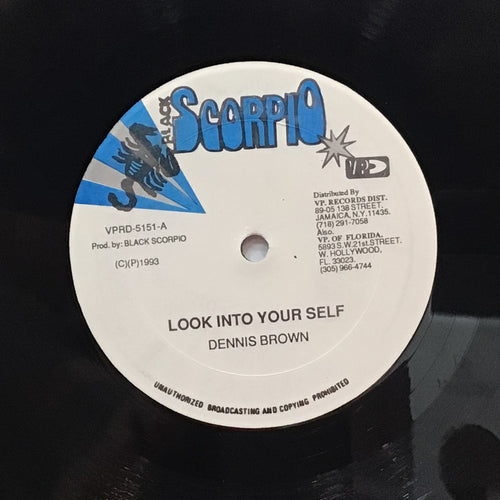 BLACK
SCORPIO
VPRD
VPRD-5151-A
Prod. by: BLACK SCORPIO
(C)(P)1993
Distributed By
VP. RECORDS DIST.
89-05 138 STREET,
JAMAICA, N.Y.11435.
(718) 291-7058
Also.
VP. OF FLORIDA.
5893 S.W.21st.STREET,
W. HOLLYWOOD,
FL. 33023.
(305) 966-4744
LOOK INTO YOUR SELF
DENNIS BROWN
UNAUTHORIZED BROADCASTING AND COPYING PROHIBITED